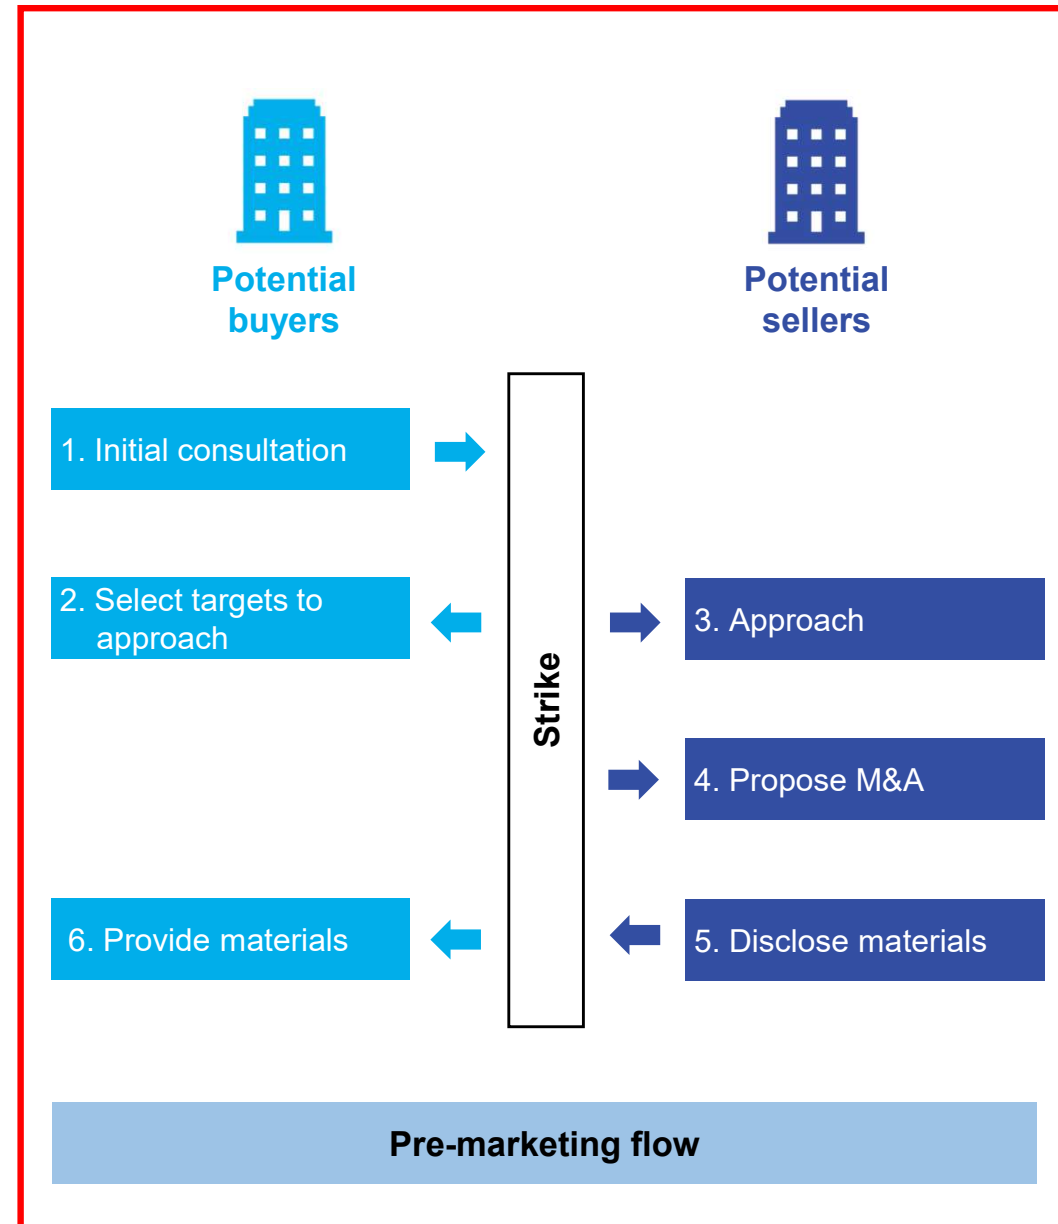 Potential
buyers
Potential
sellers
1. Initial consultation
2. Select targets to
approach
3. Approach
Strike
4. Propose M&A
6. Provide materials
5. Disclose materials
Pre-marketing flow